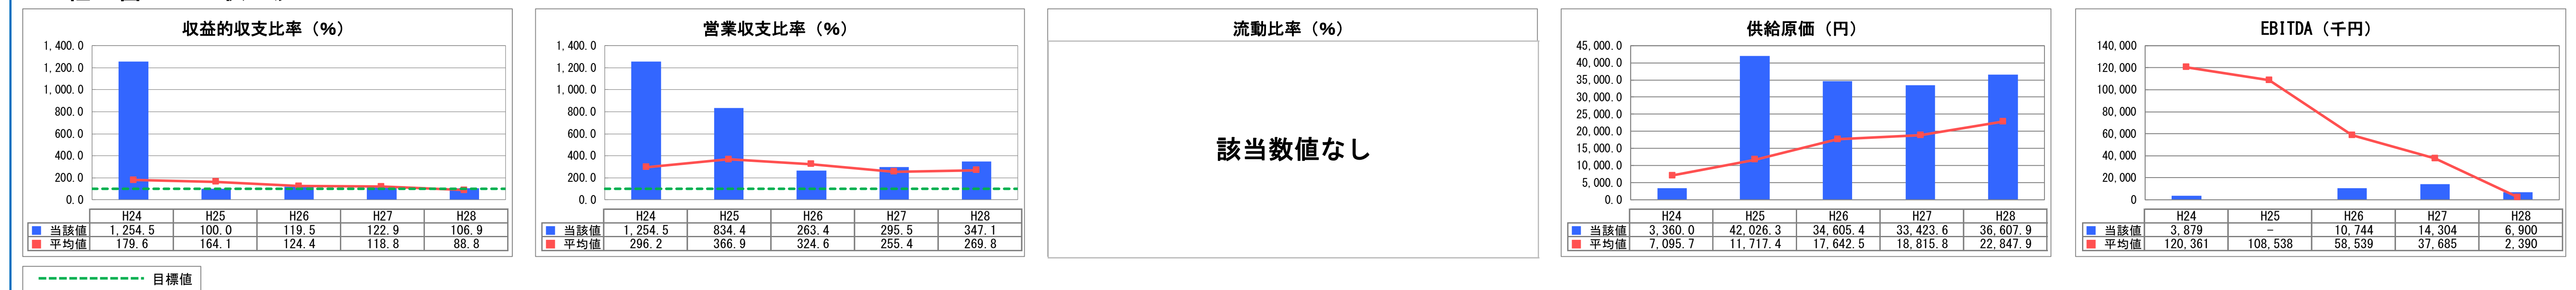 収益的収支比率（％）
1,400.0
1,200.0
1,000.0
800.0
600.0
400.0
200.0
0.0
H24 H25 H26 H27 H28
当該値 1,254.5 100.0 119.5 122.9 106.9
平均値 179.6 164.1 124.4 118.8 88.8
営業収支比率（％）
1,400.0
1,200.0
1,000.0
800.0
600.0
400.0
200.0
0.0
H24 H25 H26 H27 H28
当該値 1,254.5 834.4 263.4 295.5 347.1
平均値 296.2 366.9 324.6 255.4 269.8
流動比率（％）
該当数値なし
供給原価（円）
45,000.0
40,000.0
35,000.0
30,000.0
25,000.0
20,000.0
15,000.0
10,000.0
5,000.0
0.0
H24 H25 H26 H27 H28
当該値 3,360.0 42,026.3 34,605.4 33,423.6 36,607.9
平均値 7,095.7 11,717.4 17,642.5 18,815.8 22,847.9
EBITDA（千円）
140,000
120,000
100,000
80,000
60,000
40,000
20,000
0
H24 H25 H26 H27 H28
当該値 3,879 - 10,744 14,304 6,900
平均値 120,361 108,538 58,539 37,685 2,390
目標値